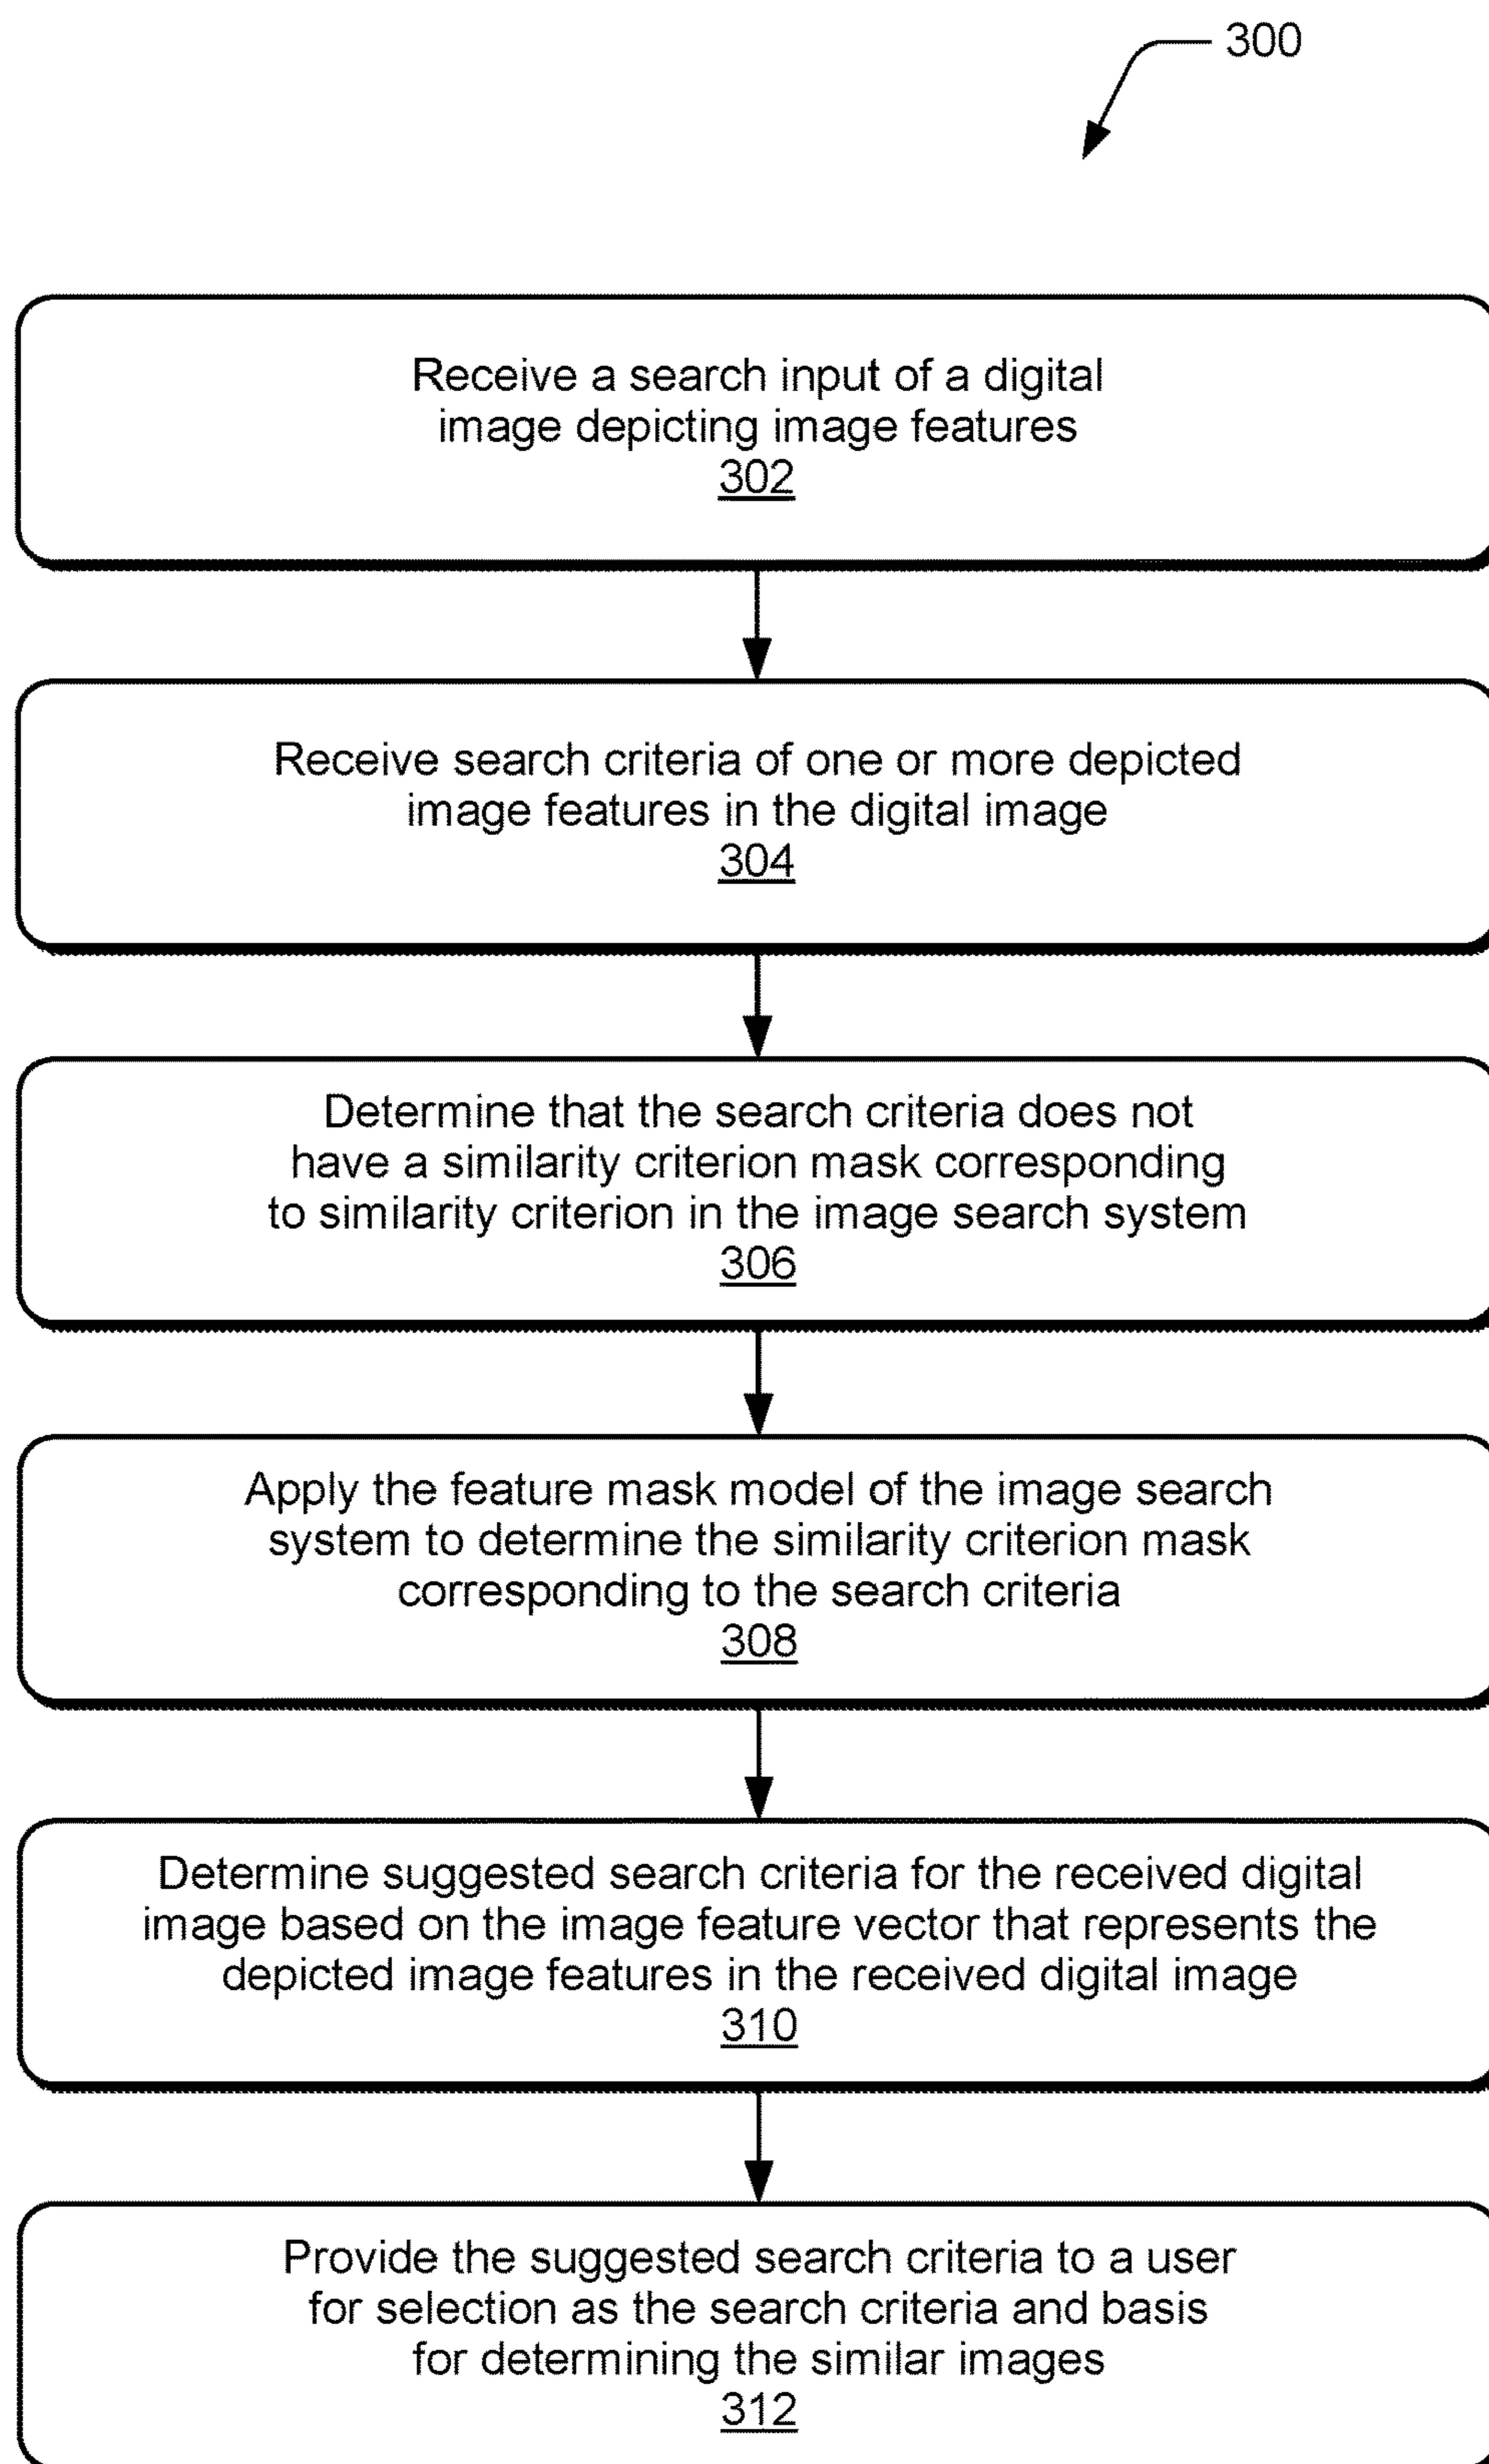 300
Receive a search input of a digital
image depicting image features
302
Receive search criteria of one or more depicted
image features in the digital image
304
Determine that the search criteria does not
have a similarity criterion mask corresponding
to similarity criterion in the image search system
306
Apply the feature mask model of the image search
system to determine the similarity criterion mask
corresponding to the search criteria
308
Determine suggested search criteria for the received digital
image based on the image feature vector that represents the
depicted image features in the received digital image
310
Provide the suggested search criteria to a user
for selection as the search criteria and basis
for determining the similar images
312